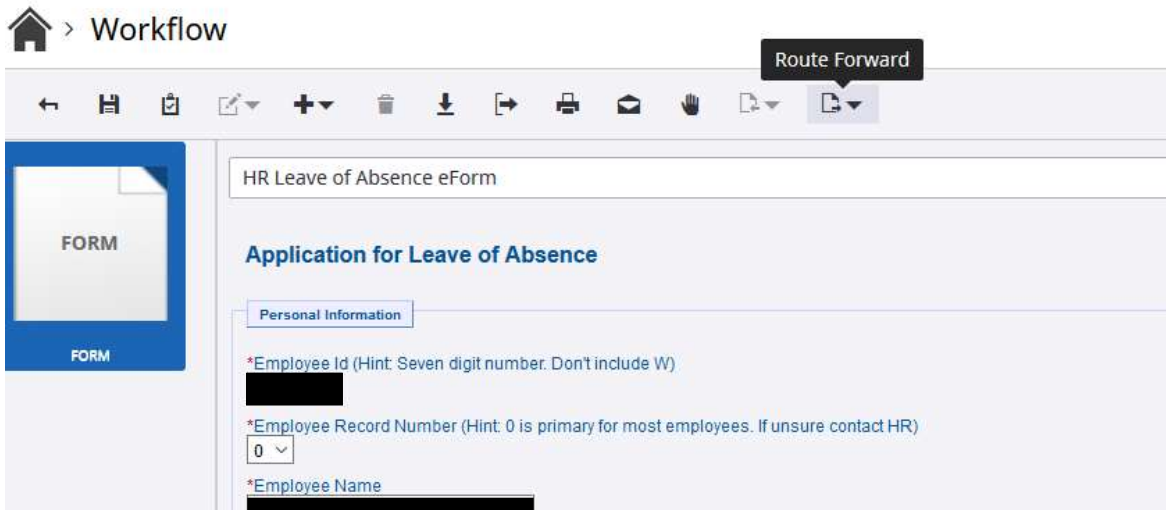 > Workflow
Route Forward
HR Leave of Absence eForm
FORM
FORM
Application for Leave of Absence
Personal Information
*Employee Id (Hint: Seven digit number. Don't include W)
*Employee Record Number (Hint: 0 is primary for most employees. If unsure contact HR)
0
*Employee Name